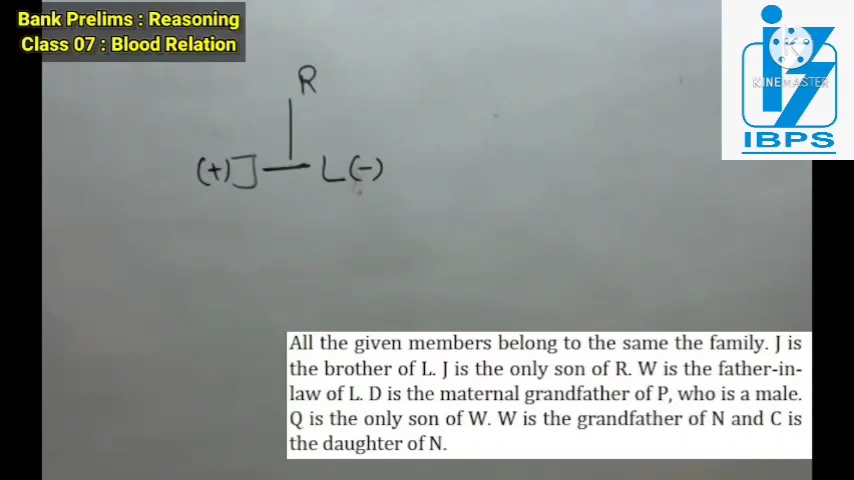 Bank Prelims : Reasoning
Class 07 : Blood Relation
KINEMASTER
IBPS
R
(+) J
L (-)
All the given members belong to the same the family. J is
the brother of L. J is the only son of R. W is the father-in-
law of L. D is the maternal grandfather of P, who is a male.
Q is the only son of W. W is the grandfather of N and C is
the daughter of N.